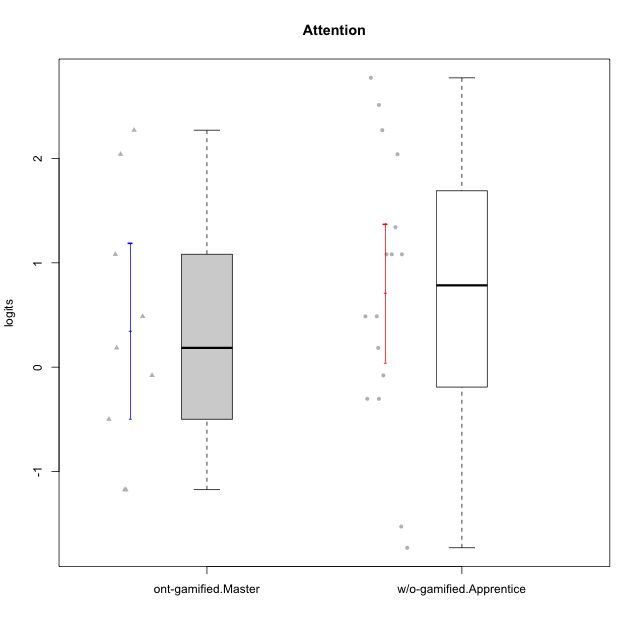 Attention
logits
2
1
0
-1
ont-gamified.Master
w/o-gamified.Apprentice